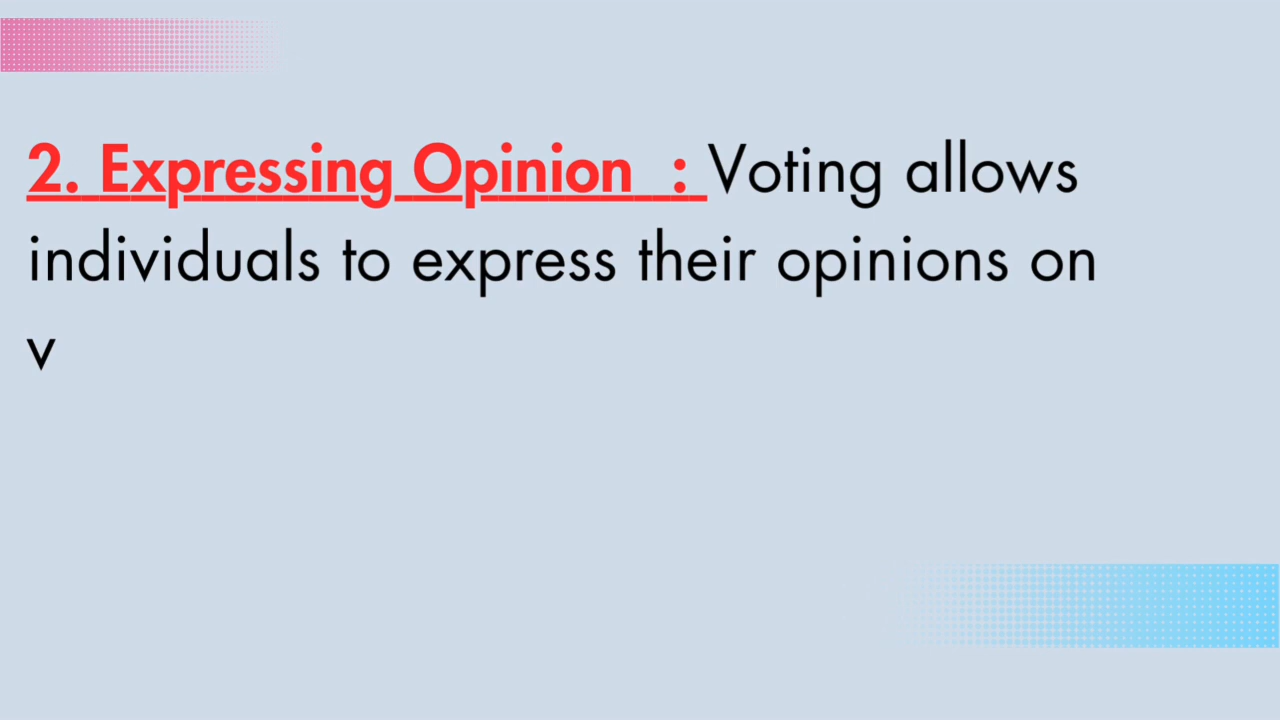 2. Expressing Opinion  : Voting allows
individuals to express their opinions on
v